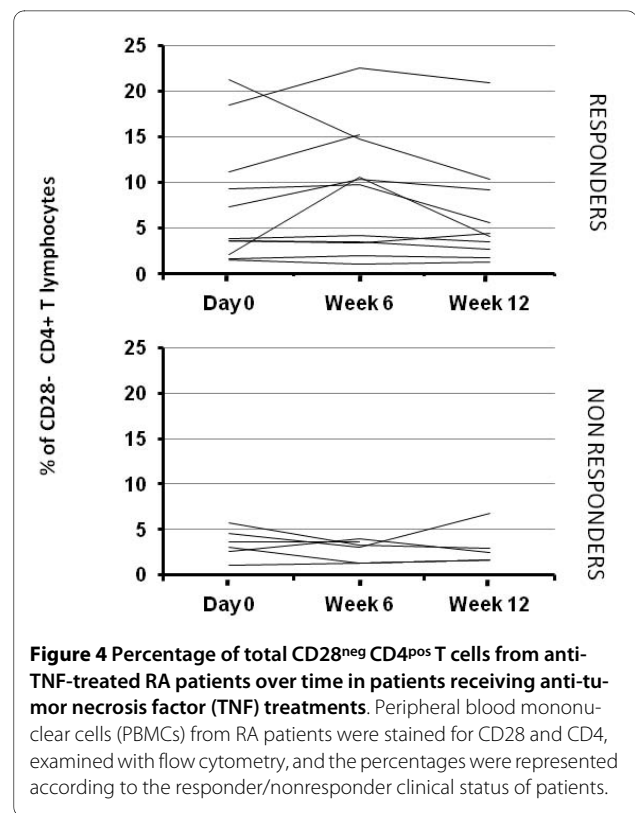 25
20
15
10
5
0
Day 0 Week 6 Week 12
RESPONDERS
% of CD28- CD4+ T lymphocytes
25
20
15
10
5
0
Day 0 Week 6 Week 12
NON RESPONDERS
Figure 4 Percentage of total CD28neg CD4pos T cells from anti-
TNF-treated RA patients over time in patients receiving anti-tu-
mor necrosis factor (TNF) treatments. Peripheral blood mononu-
clear cells (PBMCs) from RA patients were stained for CD28 and CD4,
examined with flow cytometry, and the percentages were represented
according to the responder/nonresponder clinical status of patients.